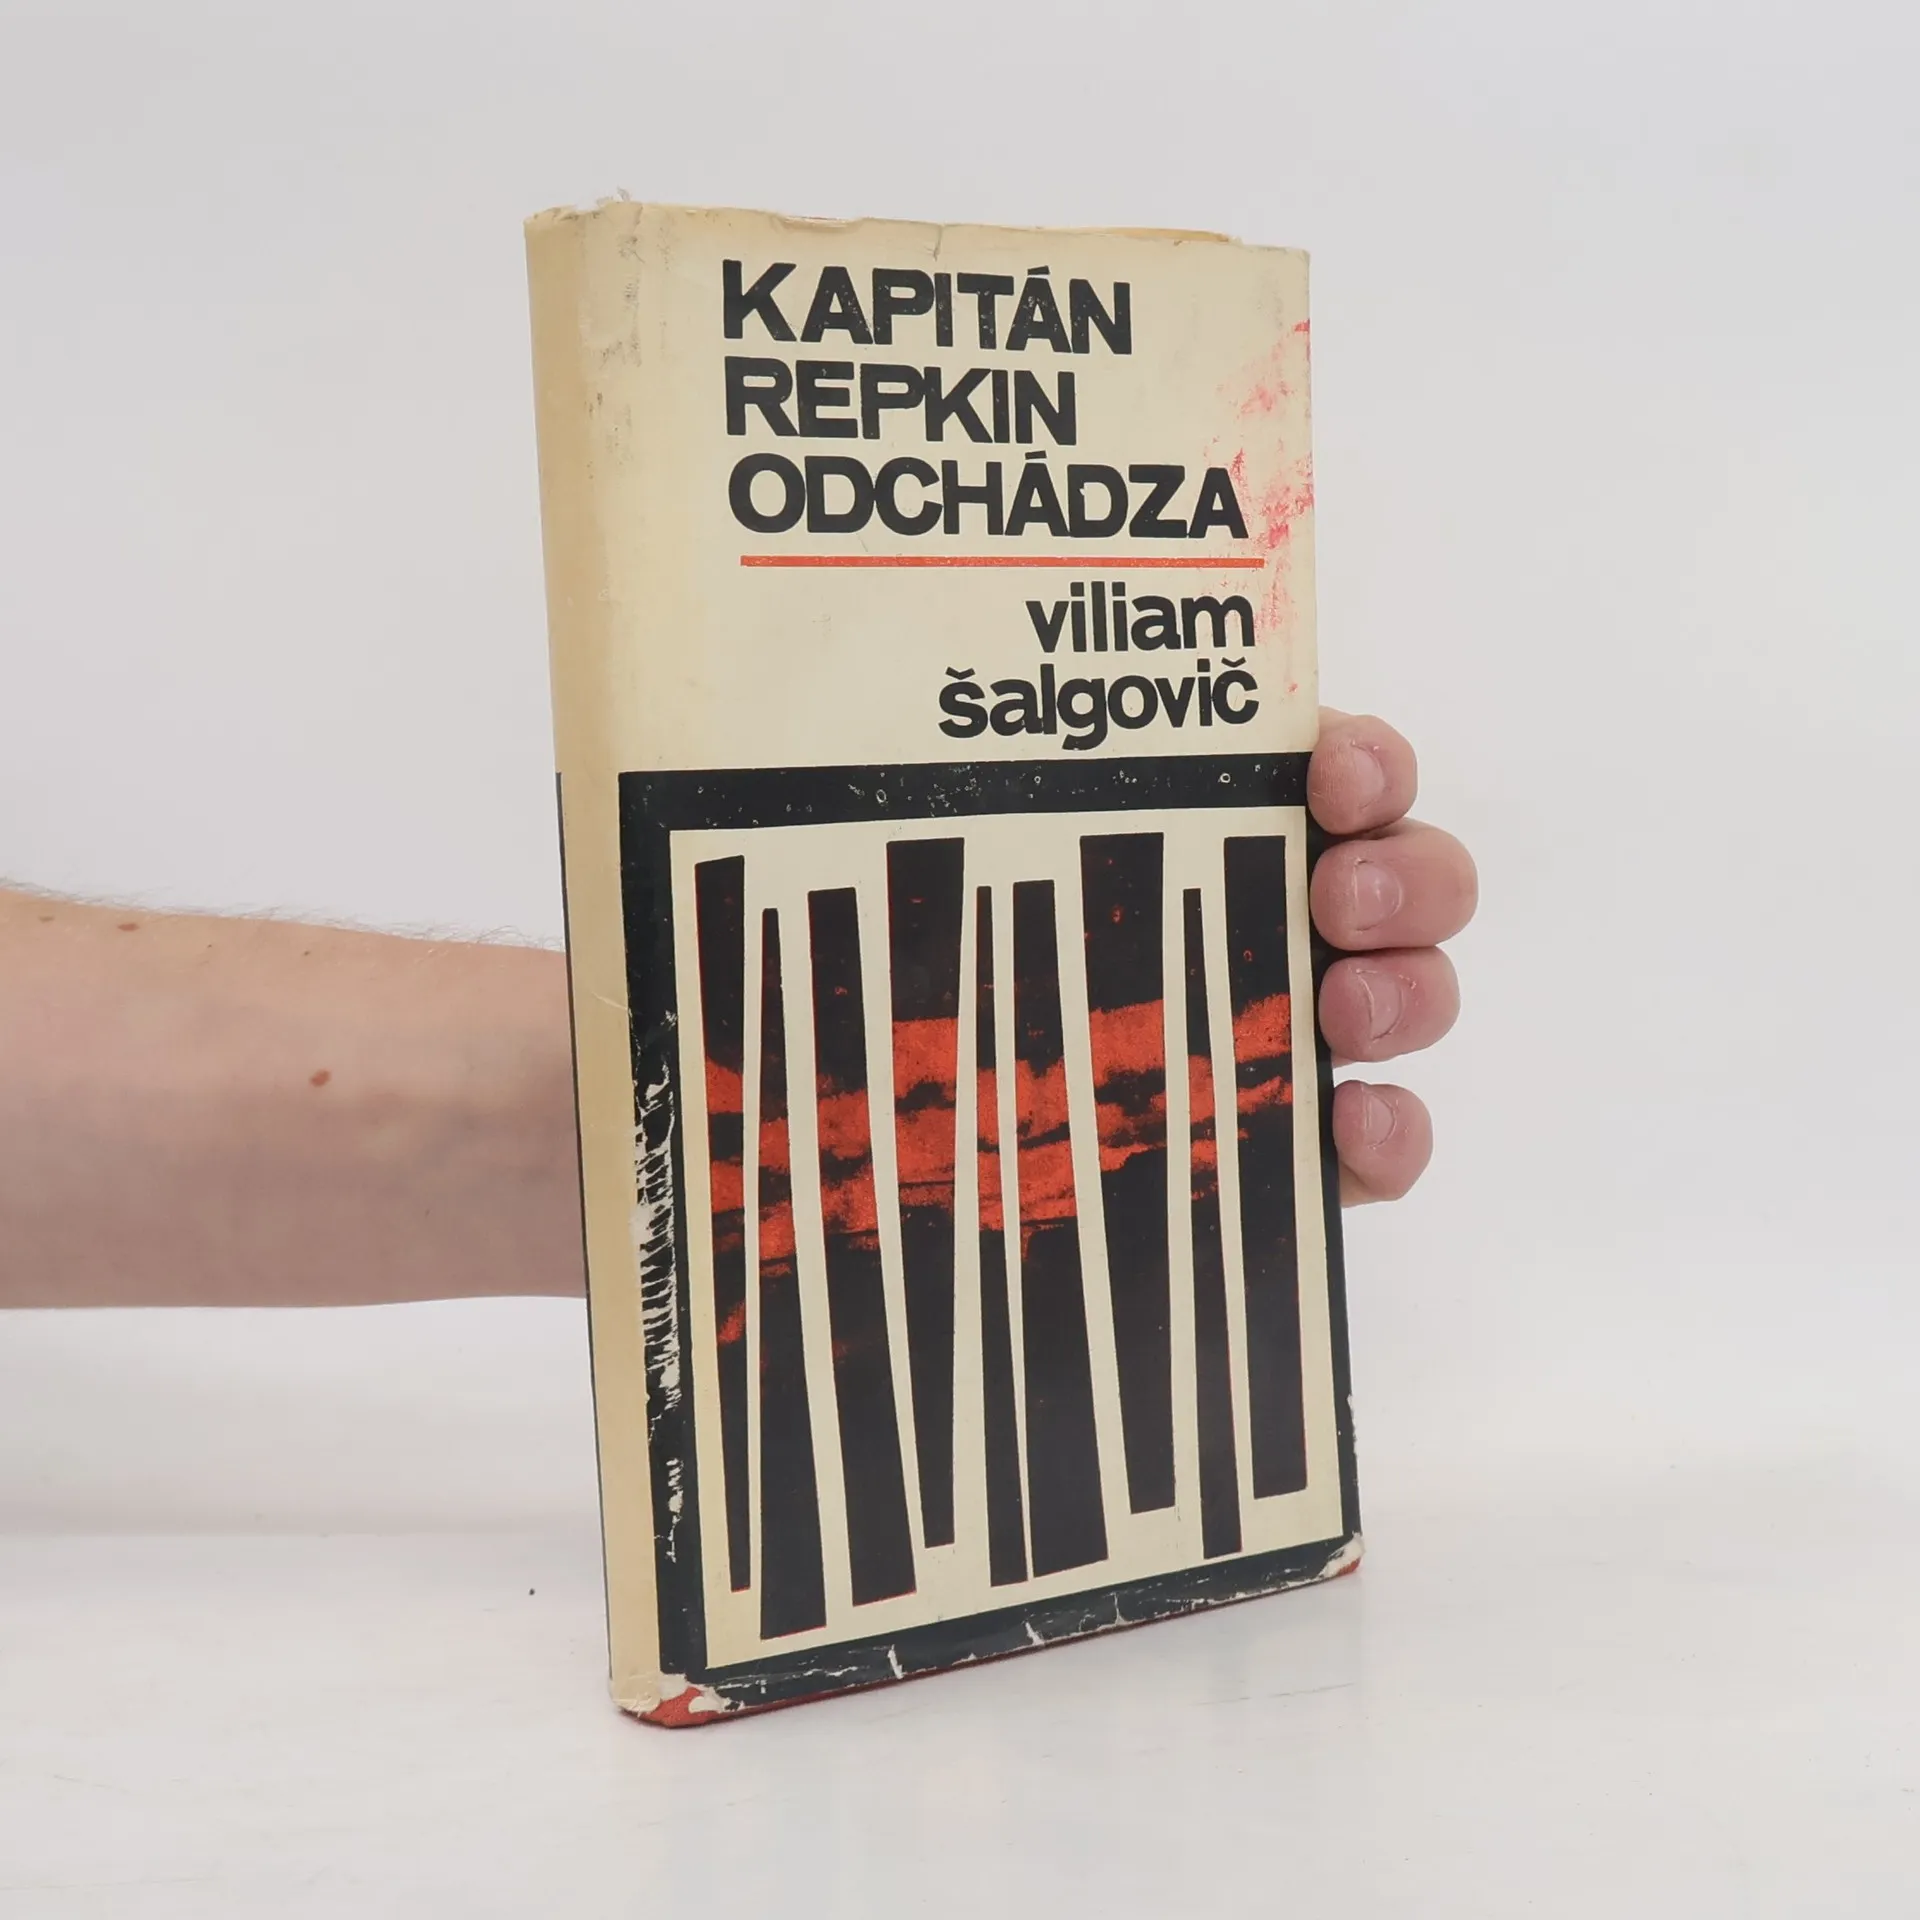 KAPITÁN
REPKIN
ODCHÁDZA
viliam
šalgovič